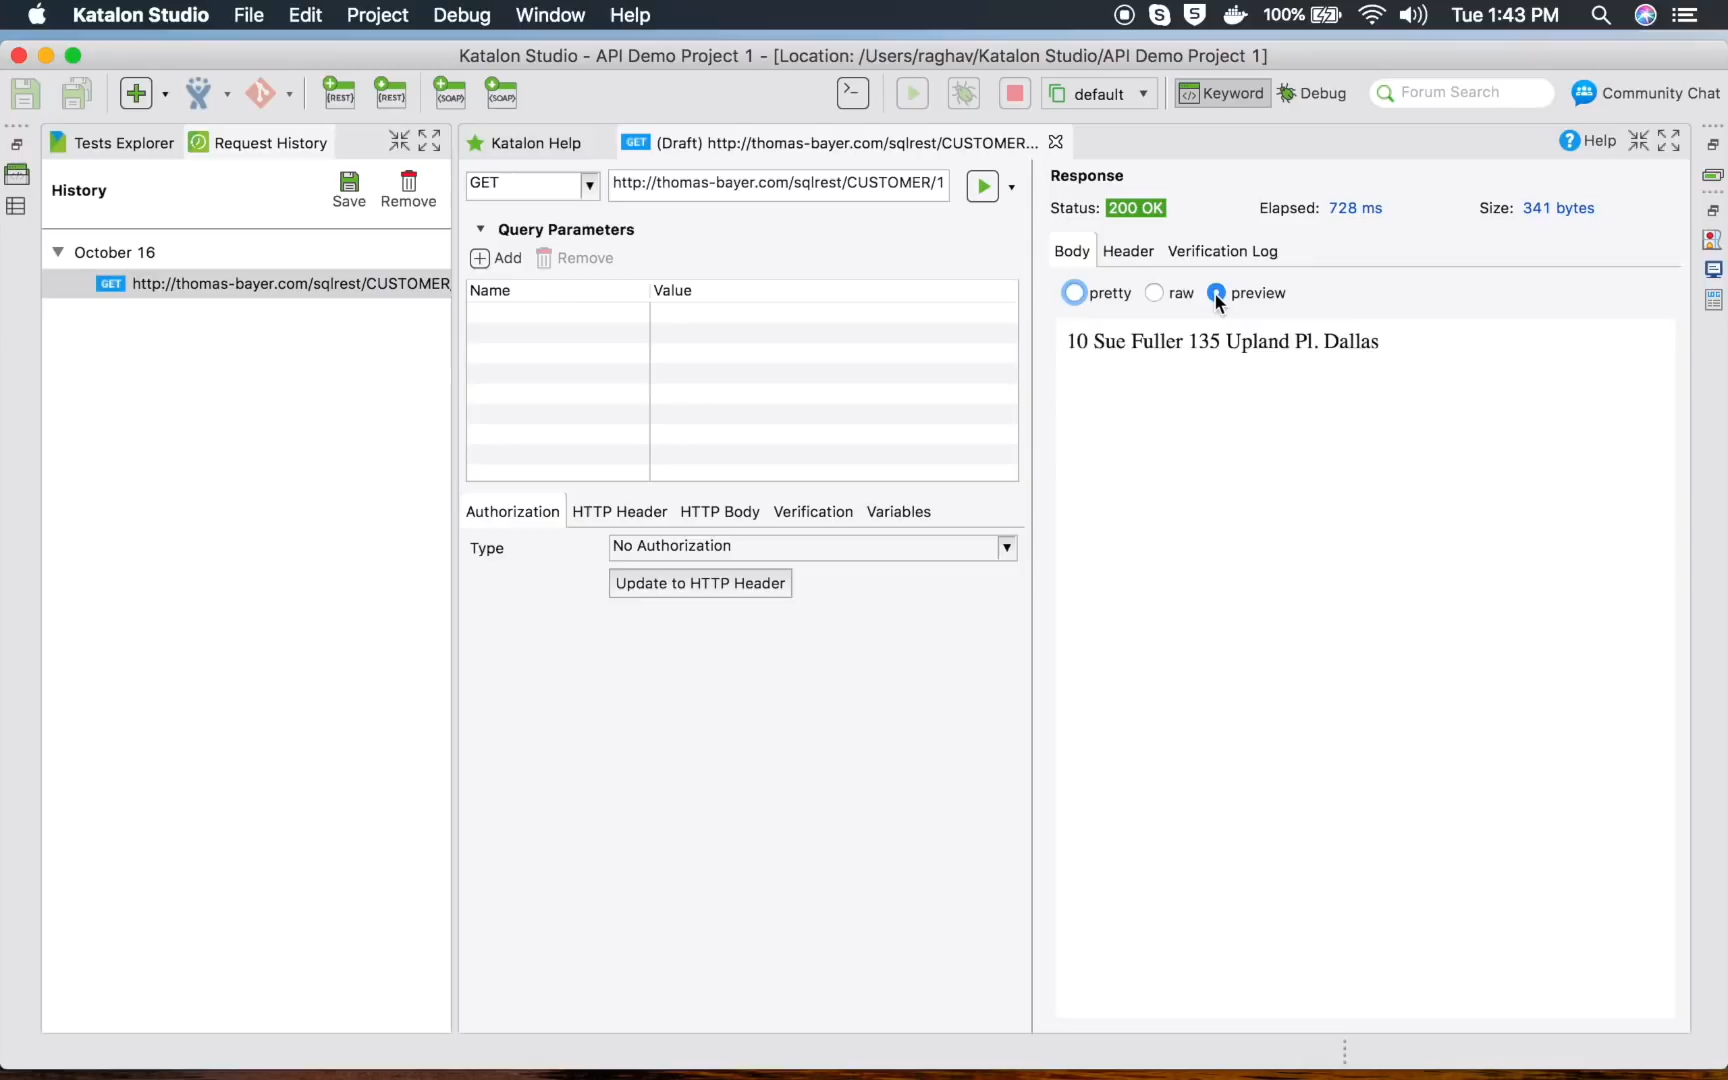 Katalon Studio File Edit Project Debug Window Help 100% Tue 1:43 PM
Katalon Studio - API Demo Project 1 - [Location: /Users/raghav/Katalon Studio/API Demo Project 1]
{REST} {REST} {SOAP} {SOAP} default Keyword Debug Forum Search Community Chat
Tests Explorer Request History
History
Save Remove
October 16
GET http://thomas-bayer.com/sqlrest/CUSTOMER
Katalon Help GET (Draft) http://thomas-bayer.com/sqlrest/CUSTOMER...
GET http://thomas-bayer.com/sqlrest/CUSTOMER/1
Query Parameters
Add Remove
Name Value
Authorization HTTP Header HTTP Body Verification Variables
Type No Authorization
Update to HTTP Header
Help
Response
Status: 200 OK Elapsed: 728 ms Size: 341 bytes
Body Header Verification Log
pretty raw preview
10 Sue Fuller 135 Upland Pl. Dallas